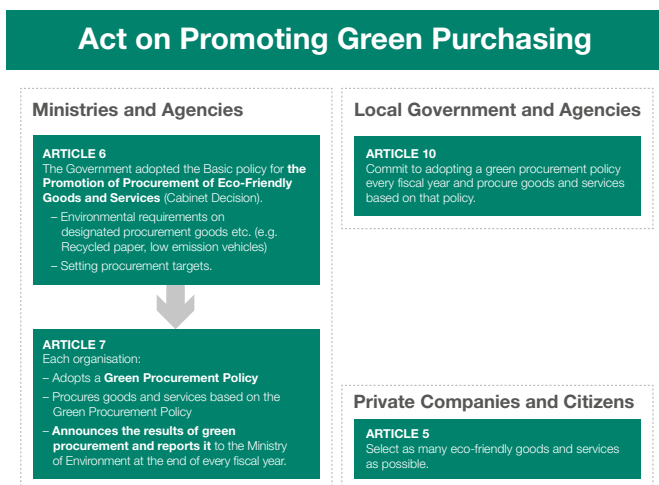 Act on Promoting Green Purchasing
Ministries and Agencies
ARTICLE 6
The Government adopted the Basic policy for the
Promotion of Procurement of Eco-Friendly
Goods and Services (Cabinet Decision).
– Environmental requirements on
designated procurement goods etc. (e.g.
Recycled paper, low emission vehicles)
– Setting procurement targets.
ARTICLE 7
Each organisation:
– Adopts a Green Procurement Policy
– Procures goods and services based on the
Green Procurement Policy
– Announces the results of green
procurement and reports it to the Ministry
of Environment at the end of every fiscal year.
Local Government and Agencies
ARTICLE 10
Commit to adopting a green procurement policy
every fiscal year and procure goods and services
based on that policy.
Private Companies and Citizens
ARTICLE 5
Select as many eco-friendly goods and services
as possible.